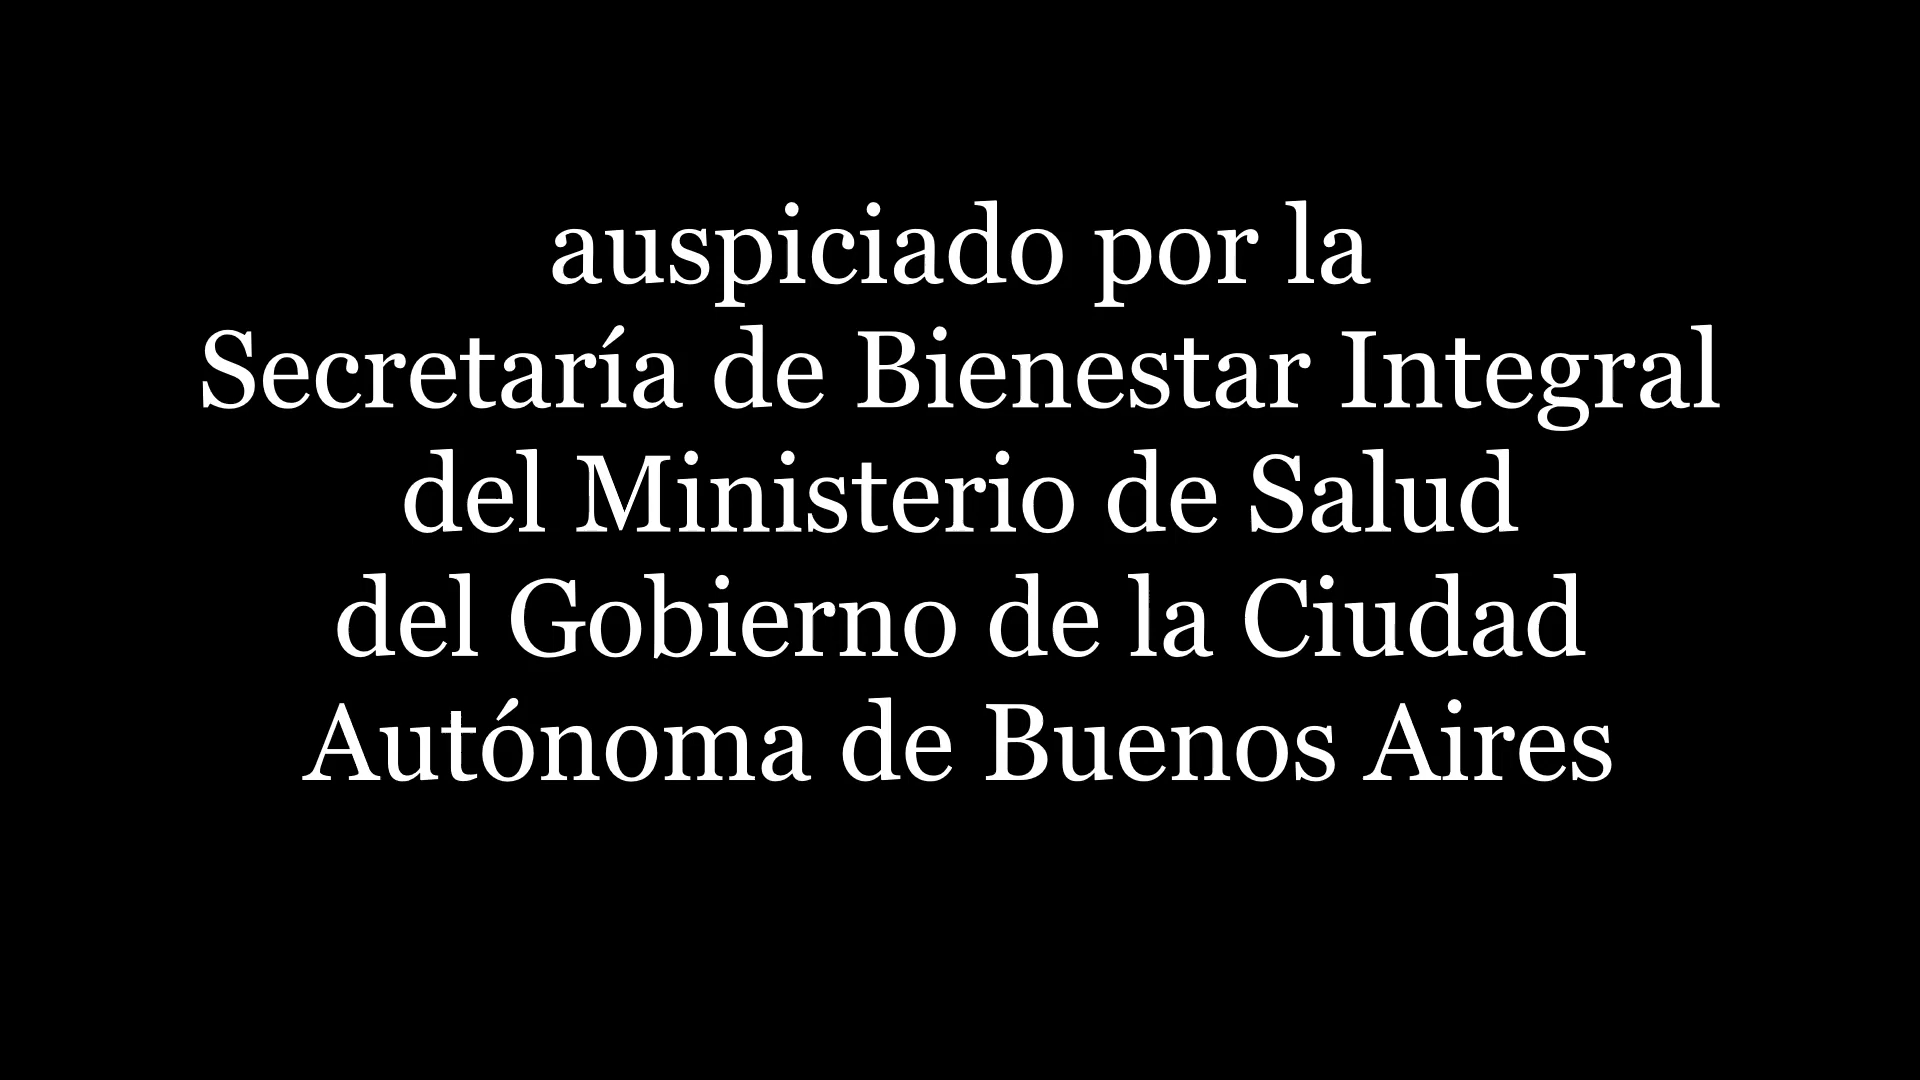 auspiciado por la
Secretaría de Bienestar Integral
del Ministerio de Salud
del Gobierno de la Ciudad
Autónoma de Buenos Aires